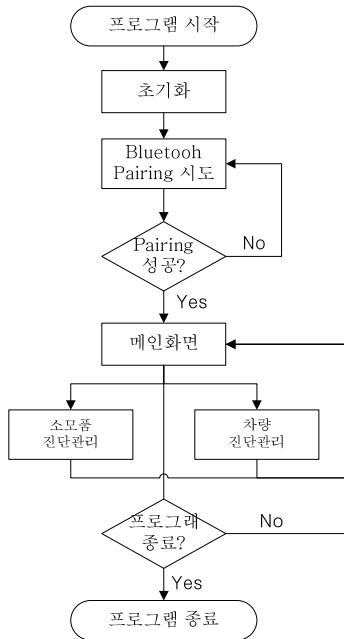 프로그램 시작
초기화
Bluetooh
Pairing 시도
Pairing
성공?
No
Yes
메인화면
소모품
진단관리
차량
진단관리
프로그래
종료?
No
Yes
프로그램 종료